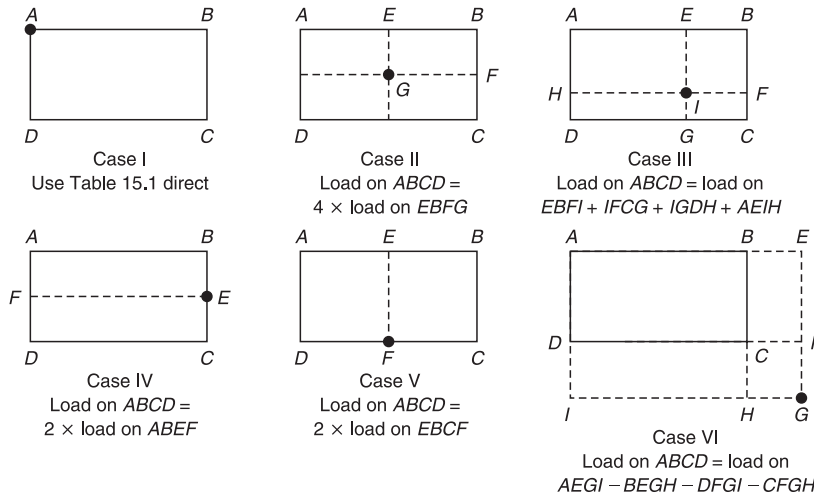 A B
D C
Case I
Use Table 15.1 direct
A E B
G F
D C
Case II
Load on ABCD =
4 × load on EBFG
A E B
H I F
D G C
Case III
Load on ABCD = load on
EBFI + IFCG + IGDH + AEIH
A B
F E
D C
Case IV
Load on ABCD =
2 × load on ABEF
A E B
D F C
Case V
Load on ABCD =
2 × load on EBCF
A B E
D C
I H G
Case VI
Load on ABCD = load on
AEGI – BEGH – DFGI – CFGH